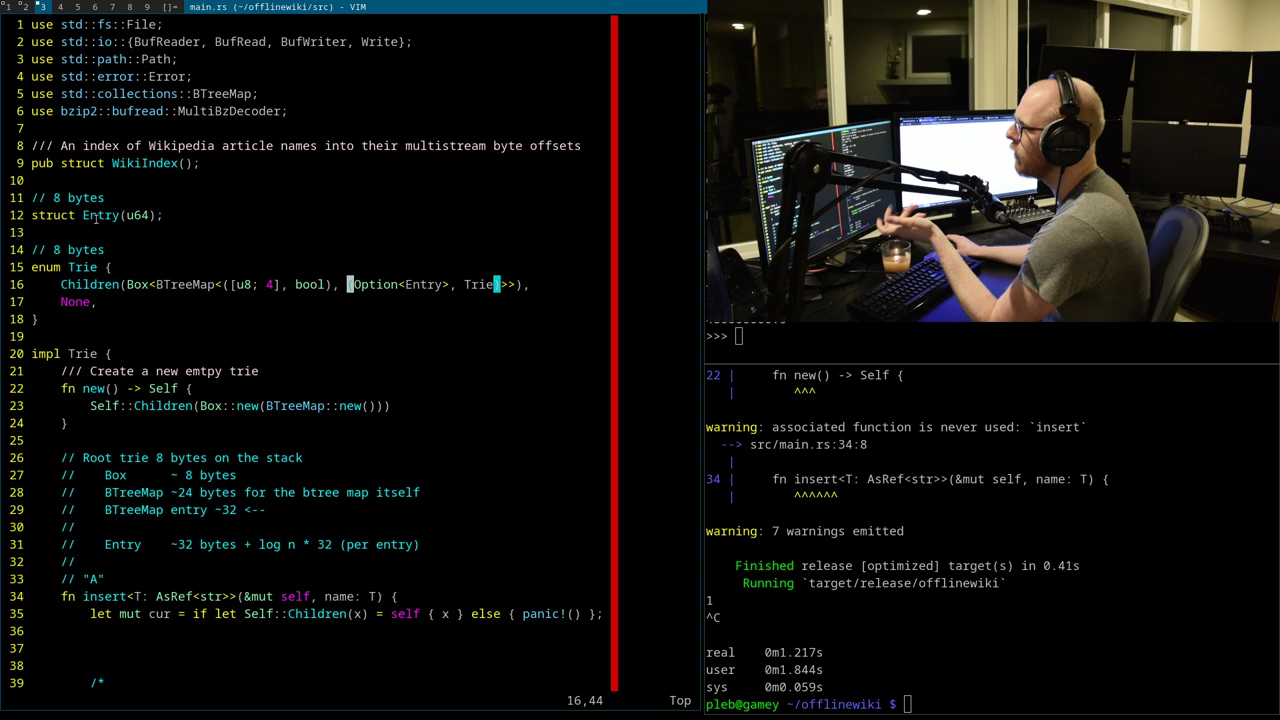 1 2 3 4 5 6 7 8 9 []= main.rs (~/offlinewiki/src) - VIM
1 use std::fs::File;
2 use std::io::{BufReader, BufRead, BufWriter, Write};
3 use std::path::Path;
4 use std::error::Error;
5 use std::collections::BTreeMap;
6 use bzip2::bufread::MultiBzDecoder;
7
8 /// An index of Wikipedia article names into their multistream byte offsets
9 pub struct WikiIndex();
10
11 // 8 bytes
12 struct Entry(u64);
13
14 // 8 bytes
15 enum Trie {
16     Children(Box<BTreeMap<([u8; 4], bool), (Option<Entry>, Trie)>>),
17     None,
18 }
19
20 impl Trie {
21     /// Create a new emtpy trie
22     fn new() -> Self {
23         Self::Children(Box::new(BTreeMap::new()))
24     }
25
26     // Root trie 8 bytes on the stack
27     //    Box      ~ 8 bytes
28     //    BTreeMap ~24 bytes for the btree map itself
29     //    BTreeMap entry ~32 <--
30     //
31     //    Entry    ~32 bytes + log n * 32 (per entry)
32     //
33     // "A"
34     fn insert<T: AsRef<str>>(&mut self, name: T) {
35         let mut cur = if let Self::Children(x) = self { x } else { panic!() };
36
37
38
39         /*
16,44 Top
>>>
22 |     fn new() -> Self {
   |        ^^^
warning: associated function is never used: `insert`
  --> src/main.rs:34:8
   |
34 |     fn insert<T: AsRef<str>>(&mut self, name: T) {
   |        ^^^^^^
warning: 7 warnings emitted
    Finished release [optimized] target(s) in 0.41s
     Running `target/release/offlinewiki`
1
^C
real    0m1.217s
user    0m1.844s
sys     0m0.059s
pleb@gamey ~/offlinewiki $